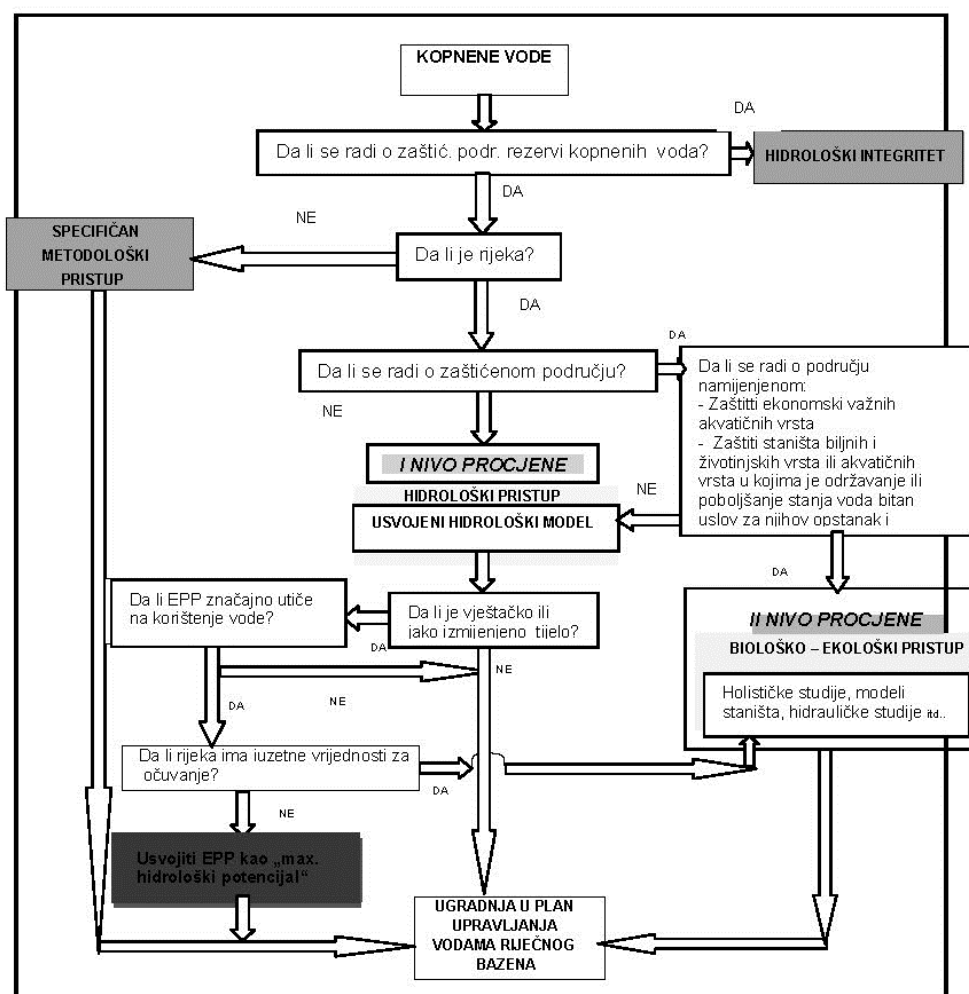 KOPNENE VODE
DA
Da li se radi o zaštić. podr. rezervi kopnenih voda?
HIDROLOŠKI INTEGRITET
DA
NE
SPECIFIČAN
METODOLOŠKI
PRISTUP
Da li je rijeka?
DA
DA
Da li se radi o zaštićenom području?
NE
Da li se radi o području
namijenjenom:
- Zaštitti ekonomski važnih
akvatičnih vrsta
- Zaštiti staništa biljnih i
životinjskih vrsta ili akvatičnih
vrsta u kojima je održavanje ili
poboljšanje stanja voda bitan
uslov za njihov opstanak i
I NIVO PROCJENE
HIDROLOŠKI PRISTUP
NE
USVOJENI HIDROLOŠKI MODEL
DA
Da li EPP značajno utiče
na korištenje vode?
Da li je vještačko ili
jako izmijenjeno tijelo?
DA
NE
II NIVO PROCJENE
BIOLOŠKO – EKOLOŠKI PRISTUP
Holističke studije, modeli
staništa, hidrauličke studije itd..
DA
NE
Da li rijeka ima iuzetne vrijednosti za
očuvanje?
DA
NE
Usvojiti EPP kao „max.
hidrološki potencijal“
UGRADNJA U PLAN
UPRAVLJANJA
VODAMA RIJEČNOG
BAZENA